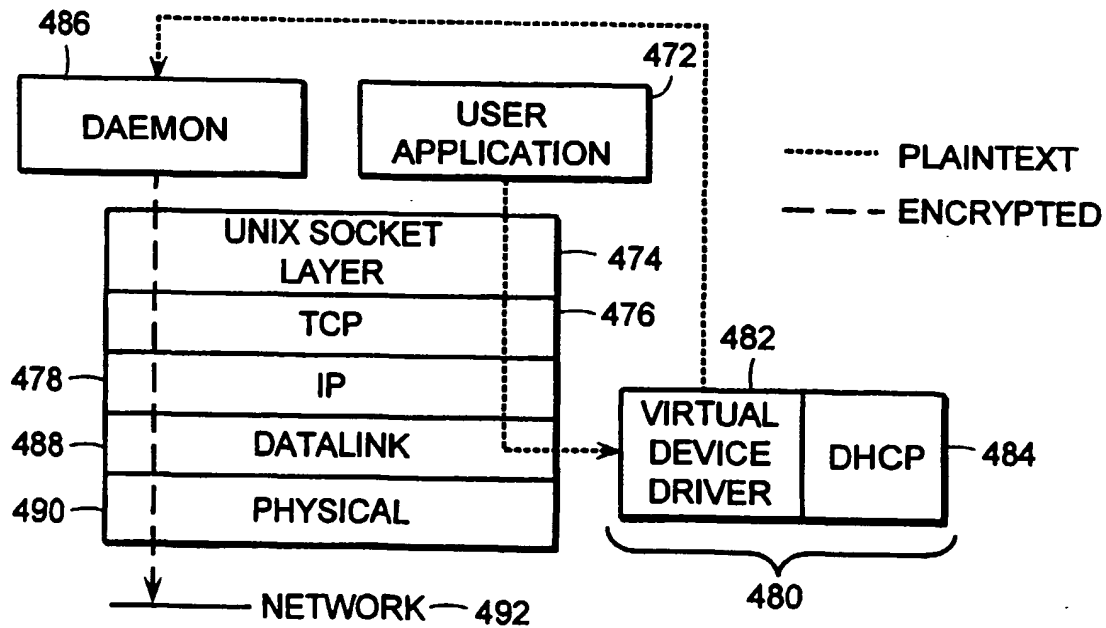 486
472
DAEMON
USER
APPLICATION
PLAINTEXT
ENCRYPTED
UNIX SOCKET
LAYER
474
TCP
476
478
IP
482
488
DATALINK
VIRTUAL
DEVICE
DRIVER
DHCP
484
490
PHYSICAL
480
NETWORK
492